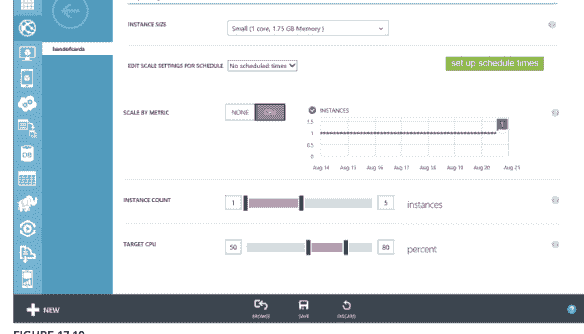 INSTANCE SIZE
Small (1 core, 1.75 GB Memory)
bandofcards
EDIT SCALE SETTINGS FOR SCHEDULE
No scheduled times
set up schedule times
SCALE BY METRIC
NONE
CPU
INSTANCES
1.5
1
0.5
0
1
Aug 14 Aug 15 Aug 16 Aug 17 Aug 18 Aug 19 Aug 20 Aug 21
DB
INSTANCE COUNT
1
5
instances
TARGET CPU
50
80
percent
NEW
BROWSE
SAVE
DISCARD
?